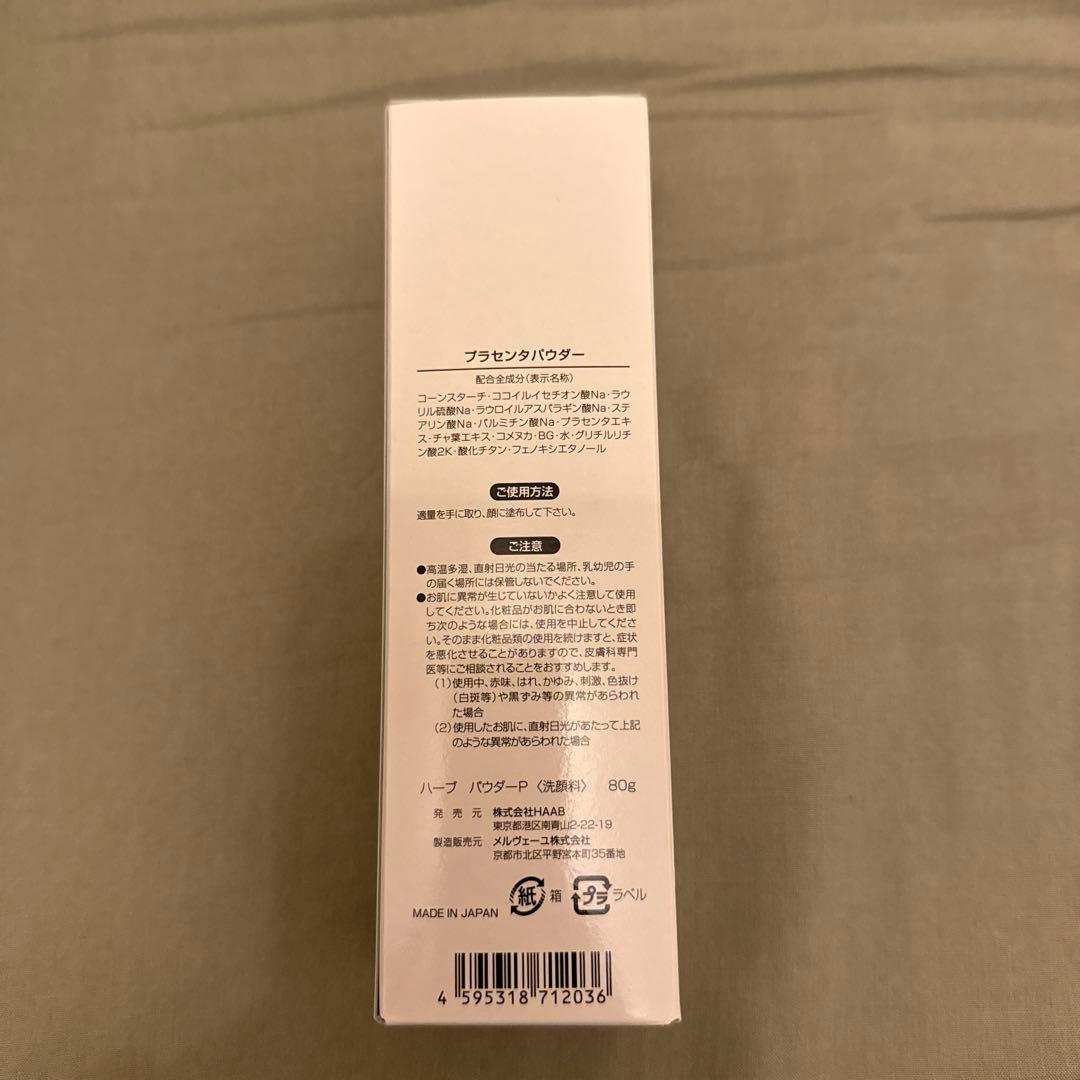 プラセンタパウダー
配合全成分(表示名称)
コーンスターチ・ココイルイセチオン酸Na・ラウ
リル硫酸Na・ラウロイルアスパラギン酸Na・ステ
アリン酸Na・パルミチン酸Na・プラセンタエキ
ス・チャ葉エキス・コメヌカ・BG・水・グリチルリチ
ン酸2K・酸化チタン・フェノキシエタノール
ご使用方法
適量を手に取り、顔に塗布して下さい。
ご注意
●高温多湿、直射日光の当たる場所、乳幼児の手
の届く場所には保管しないでください。
●お肌に異常が生じていないかよく注意して使用
してください。化粧品がお肌に合わないとき即
ち次のような場合には、使用を中止してくださ
い。そのまま化粧品類の使用を続けますと、症状
を悪化させることがありますので、皮膚科専門
医等にご相談されることをおすすめします。
(1)使用中、赤味、はれ、かゆみ、刺激、色抜け
(白斑等)や黒ずみ等の異常があらわれ
た場合
(2)使用したお肌に、直射日光があたって上記
のような異常があらわれた場合
ハーブ パウダーP〈洗顔料〉 80g
発売元 株式会社HAAB
東京都港区南青山2-22-19
製造販売元 メルヴェーユ株式会社
京都市北区平野宮本町35番地
MADE IN JAPAN 紙 箱 プラ ラベル
4 595318 712036